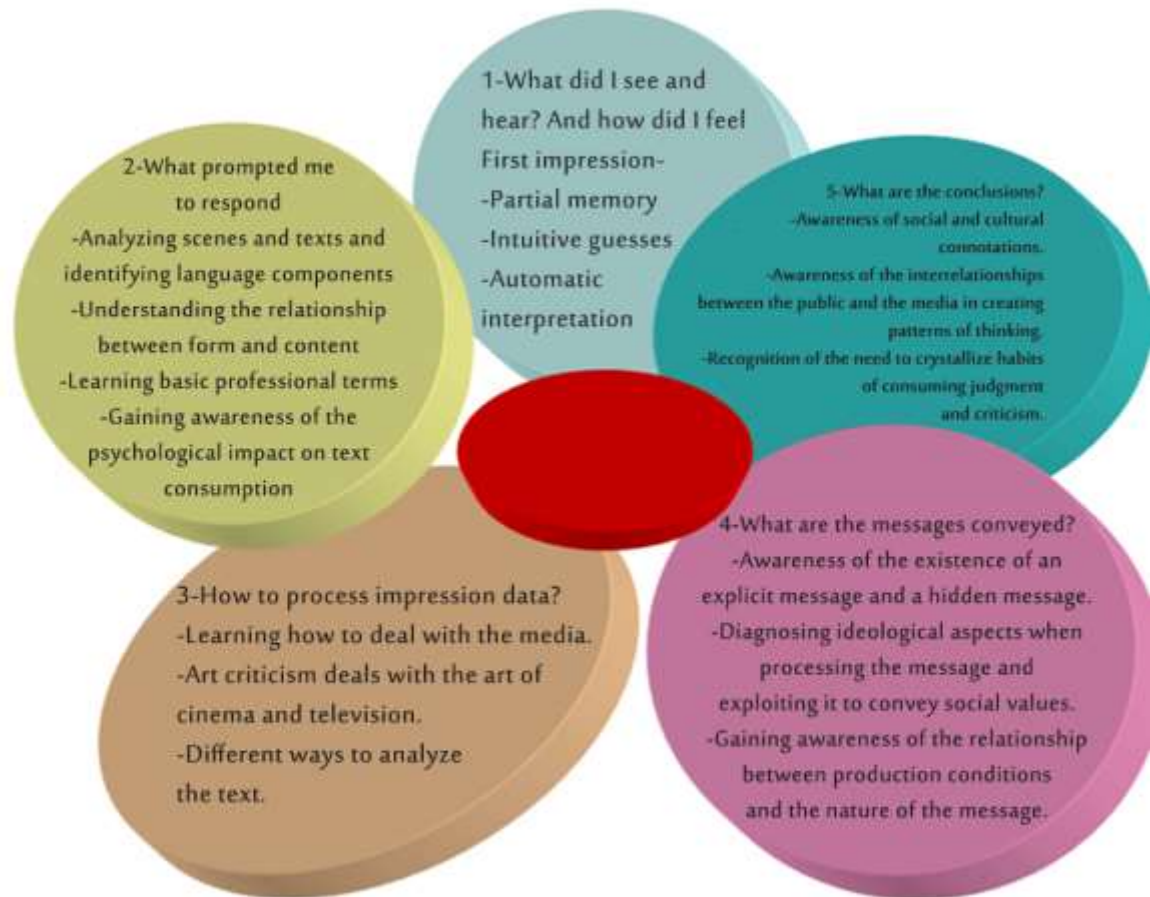 1-What did I see and
hear? And how did I feel
First impression-
-Partial memory
-Intuitive guesses
-Automatic
interpretation
2-What prompted me
to respond
-Analyzing scenes and texts and
identifying language components
-Understanding the relationship
between form and content
-Learning basic professional terms
-Gaining awareness of the
psychological impact on text
consumption
3-How to process impression data?
-Learning how to deal with the media.
-Art criticism deals with the art of
cinema and television.
-Different ways to analyze
the text.
4-What are the messages conveyed?
-Awareness of the existence of an
explicit message and a hidden message.
-Diagnosing ideological aspects when
processing the message and
exploiting it to convey social values.
-Gaining awareness of the relationship
between production conditions
and the nature of the message.
5-What are the conclusions?
-Awareness of social and cultural
connotations.
-Awareness of the interrelationships
between the public and the media in creating
patterns of thinking.
-Recognition of the need to crystallize habits
of consuming judgment
and criticism.